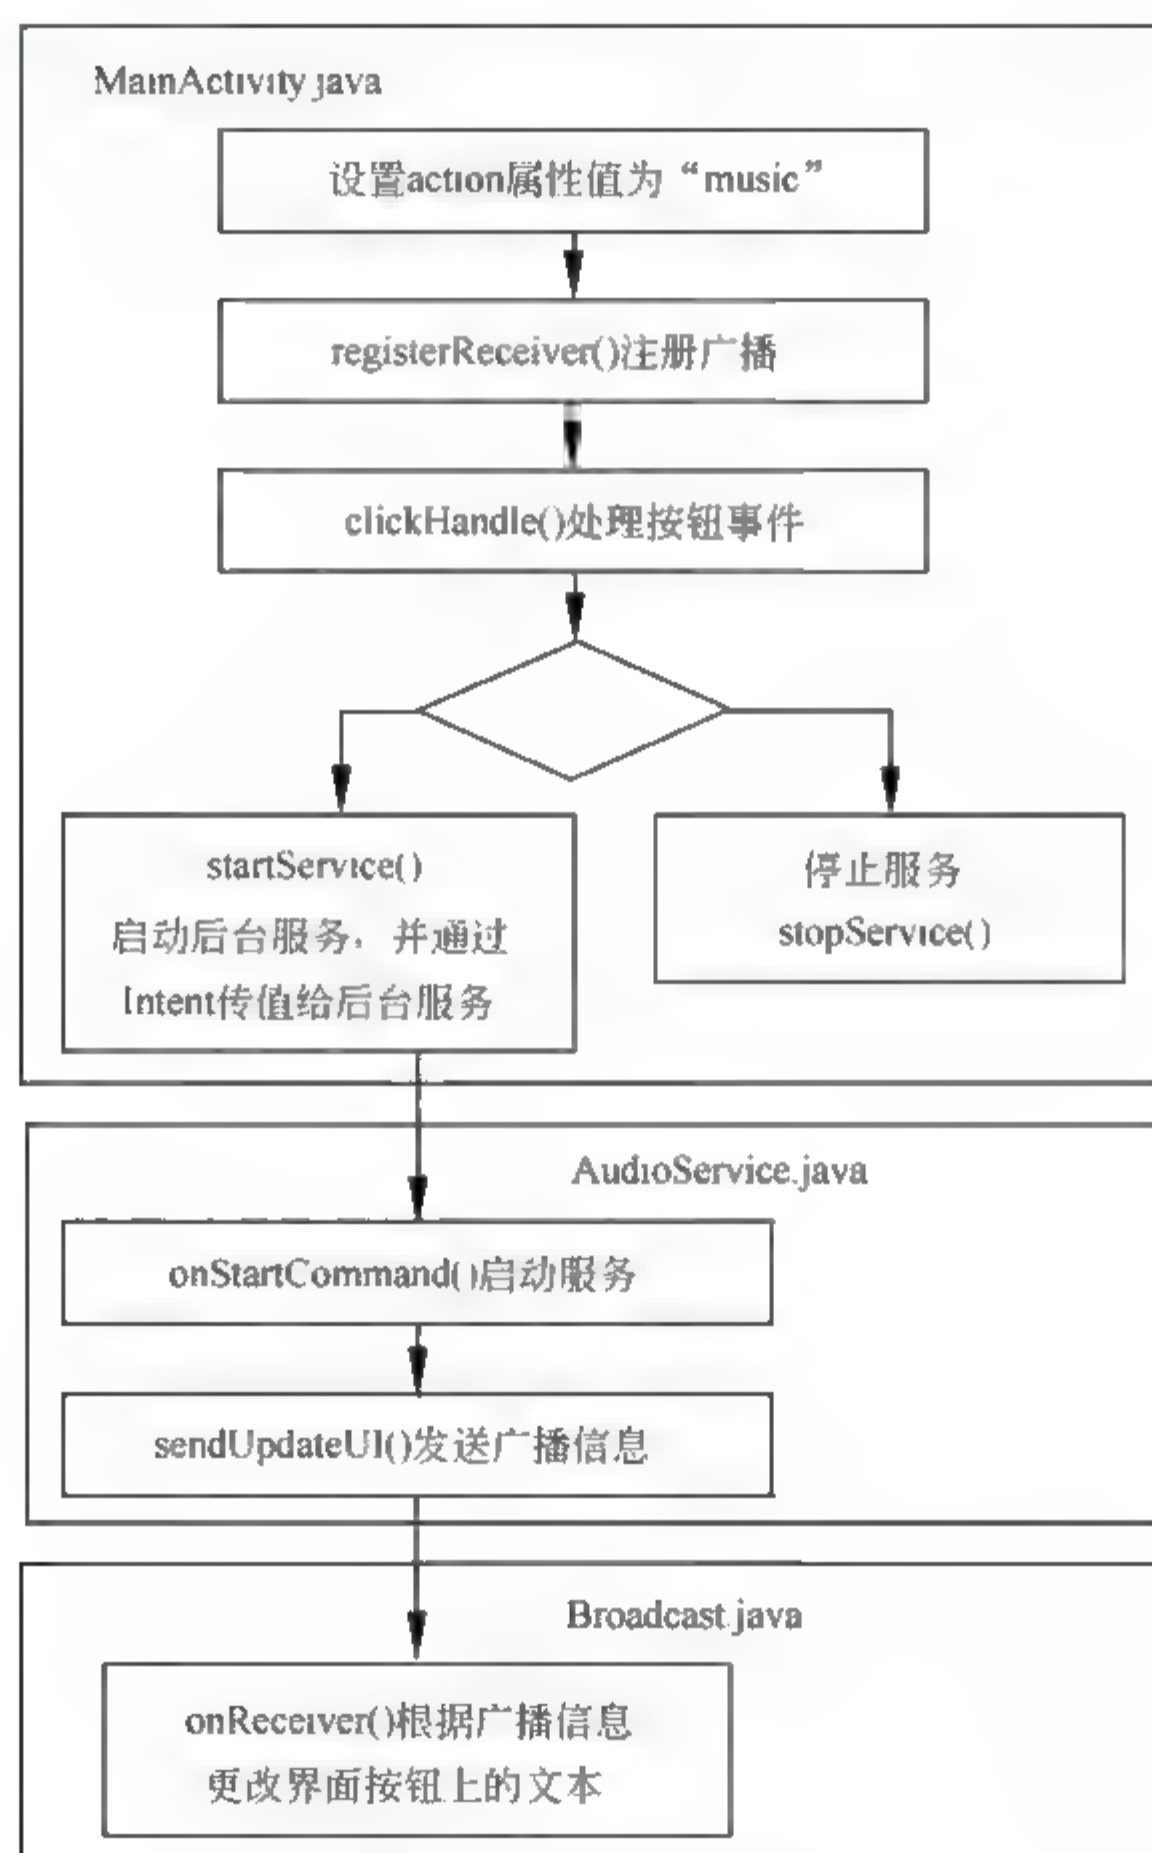 MainActivity.java
设置action属性值为“music”
registerReceiver()注册广播
clickHandle()处理按钮事件
startService()
启动后台服务，并通过
Intent传值给后台服务
停止服务
stopService()
AudioService.java
onStartCommand()启动服务
sendUpdateUI()发送广播信息
Broadcast.java
onReceiver()根据广播信息
更改界面按钮上的文本